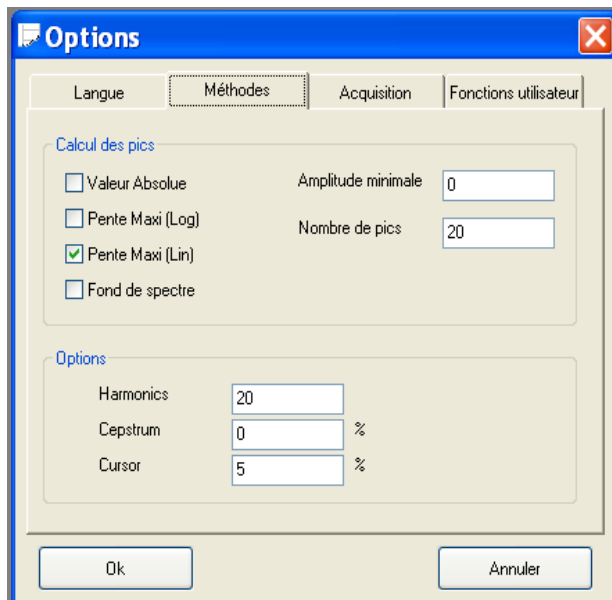 Options
Langue Méthodes Acquisition Fonctions utilisateur
Calcul des pics
Valeur Absolue Amplitude minimale 0
Pente Maxi (Log) Nombre de pics 20
Pente Maxi (Lin)
Fond de spectre
Options
Harmonics 20
Cepstrum 0 %
Cursor 5 %
Ok Annuler